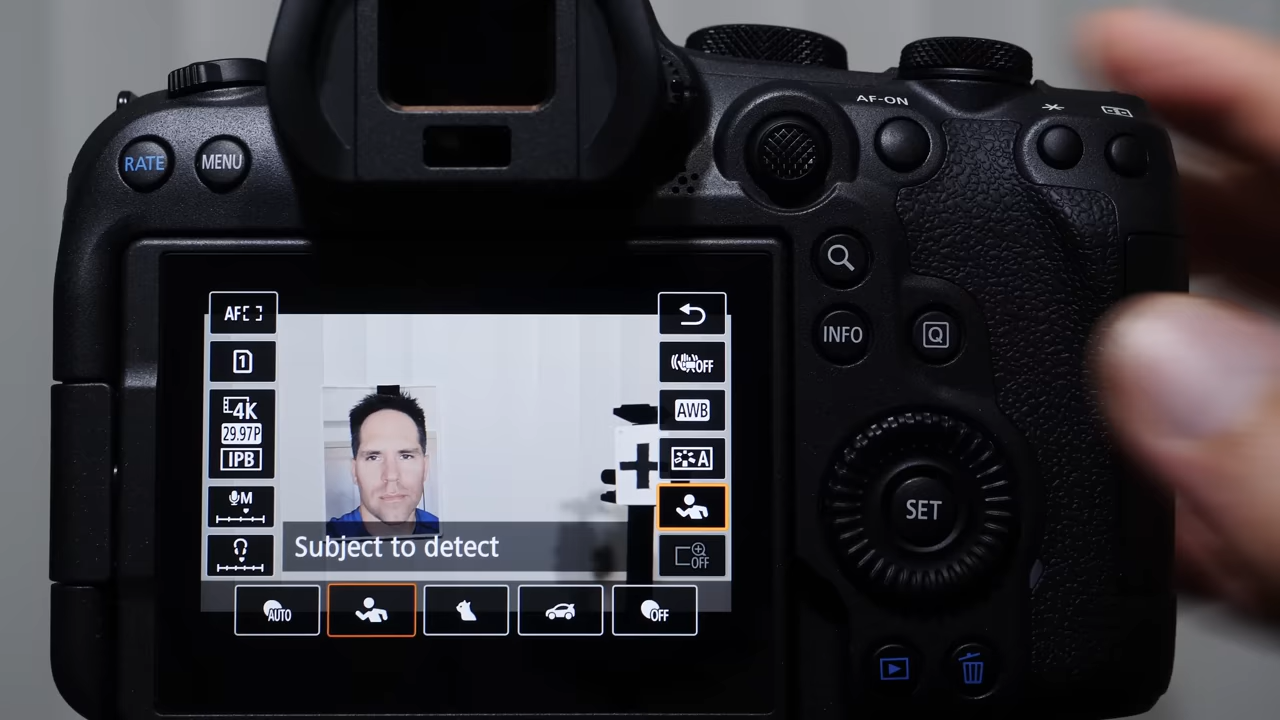 AF-ON
RATE
MENU
INFO
Q
SET
AF
1
4K
29.97P
IPB
M
OFF
AWB
A
OFF
Subject to detect
AUTO
OFF